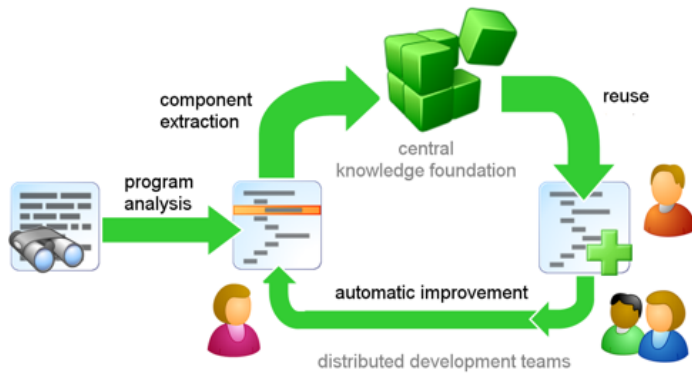 component
extraction
reuse
central
knowledge foundation
program
analysis
automatic improvement
distributed development teams